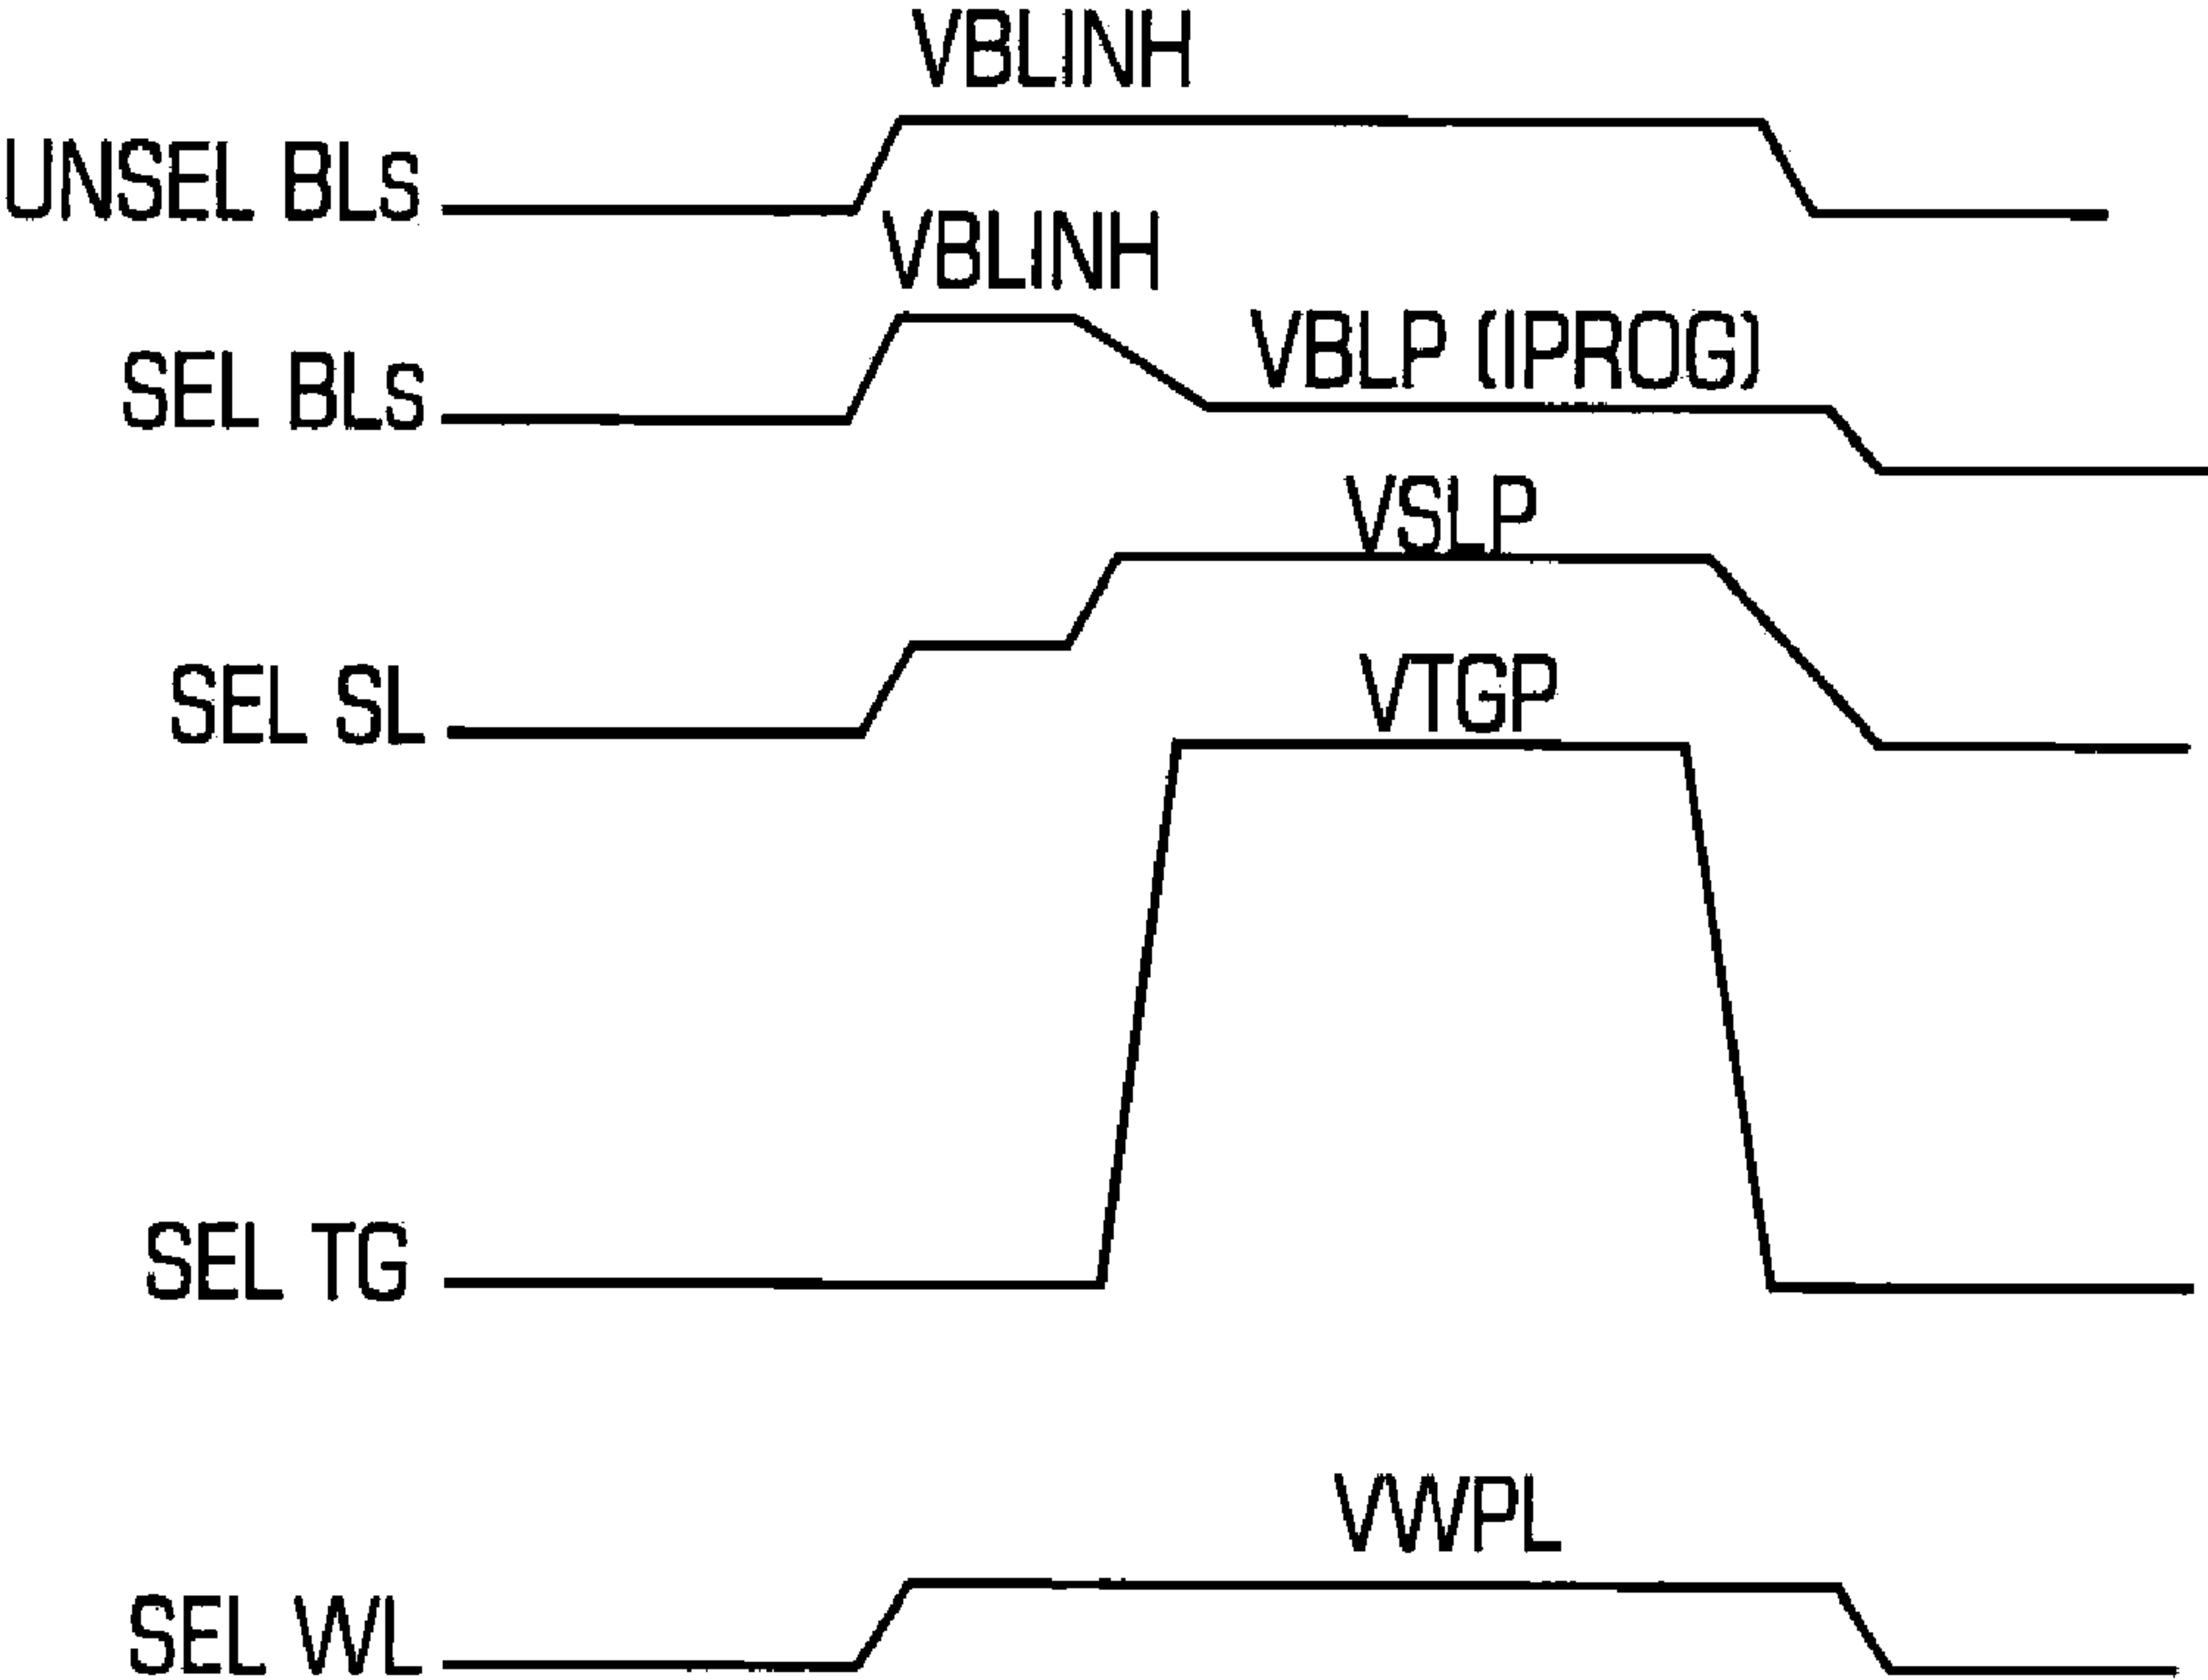 VBLINH
UNSEL BLs
VBLINH
VBLP (IPROG)
SEL BLs
VSLP
SEL SL
VTGP
SEL TG
VWPL
SEL WL